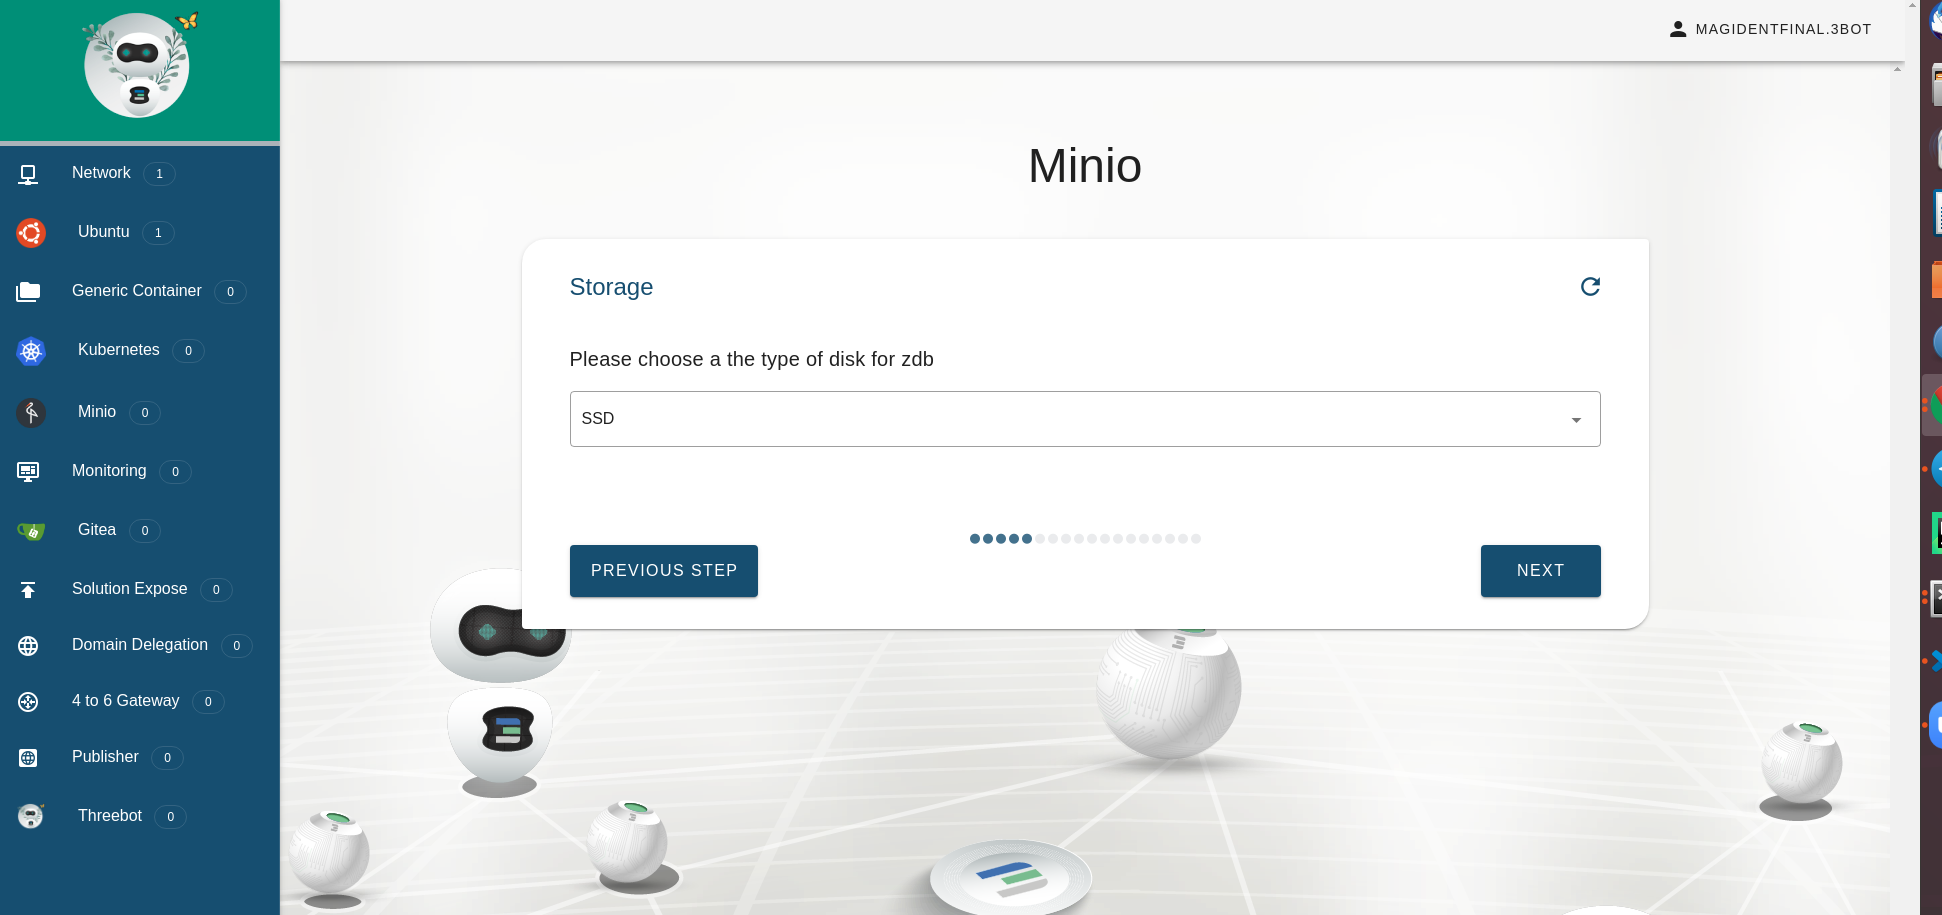 MAGIDENTFINAL.3BOT
Network 1
Ubuntu 1
Generic Container 0
Kubernetes 0
Minio 0
Monitoring 0
Gitea 0
Solution Expose 0
Domain Delegation 0
4 to 6 Gateway 0
Publisher 0
Threebot 0
Minio
Storage
Please choose a the type of disk for zdb
SSD
PREVIOUS STEP
NEXT